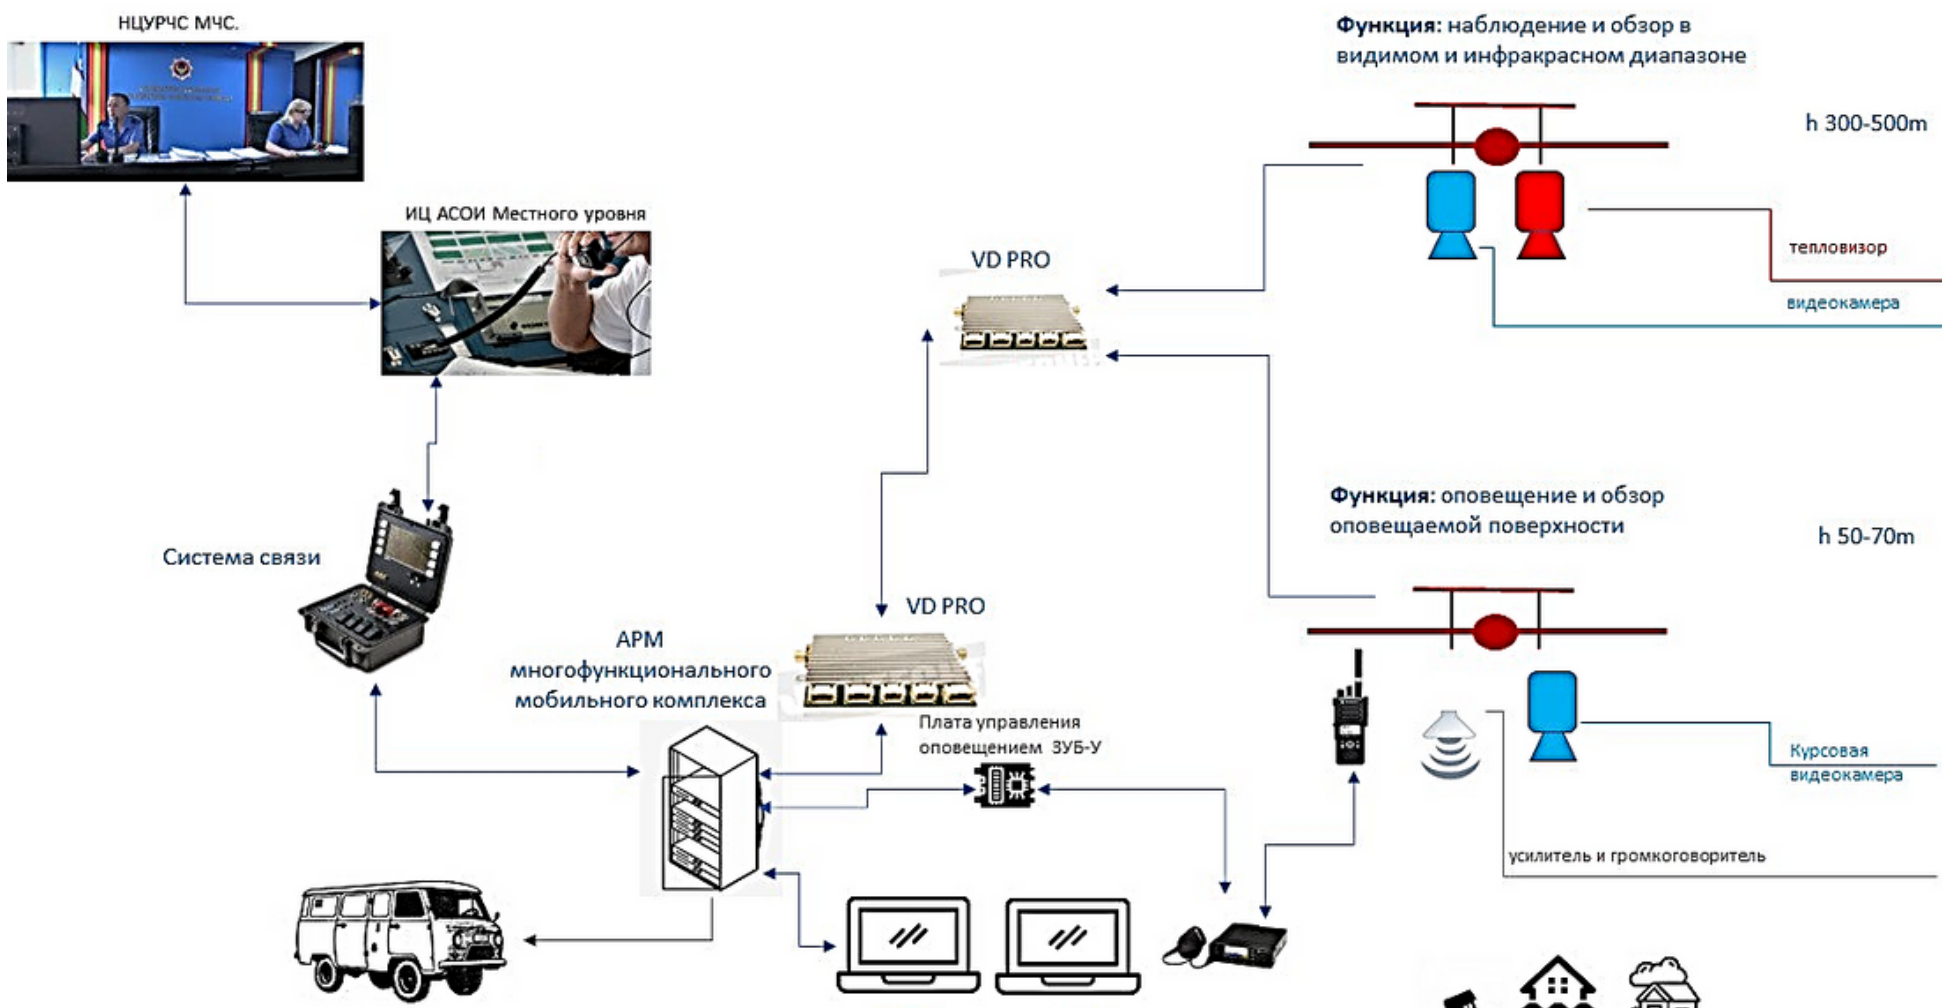 НЦУРЧС МЧС.
Функция: наблюдение и обзор в
видимом и инфракрасном диапазоне
h 300-500m
ИЦ АСОИ Местного уровня
VD PRO
тепловизор
видеокамера
Функция: оповещение и обзор
оповещаемой поверхности
h 50-70m
Система связи
VD PRO
АРМ
многофункционального
мобильного комплекса
Плата управления
оповещением ЗУБ-У
Курсовая
видеокамера
усилитель и громкоговоритель